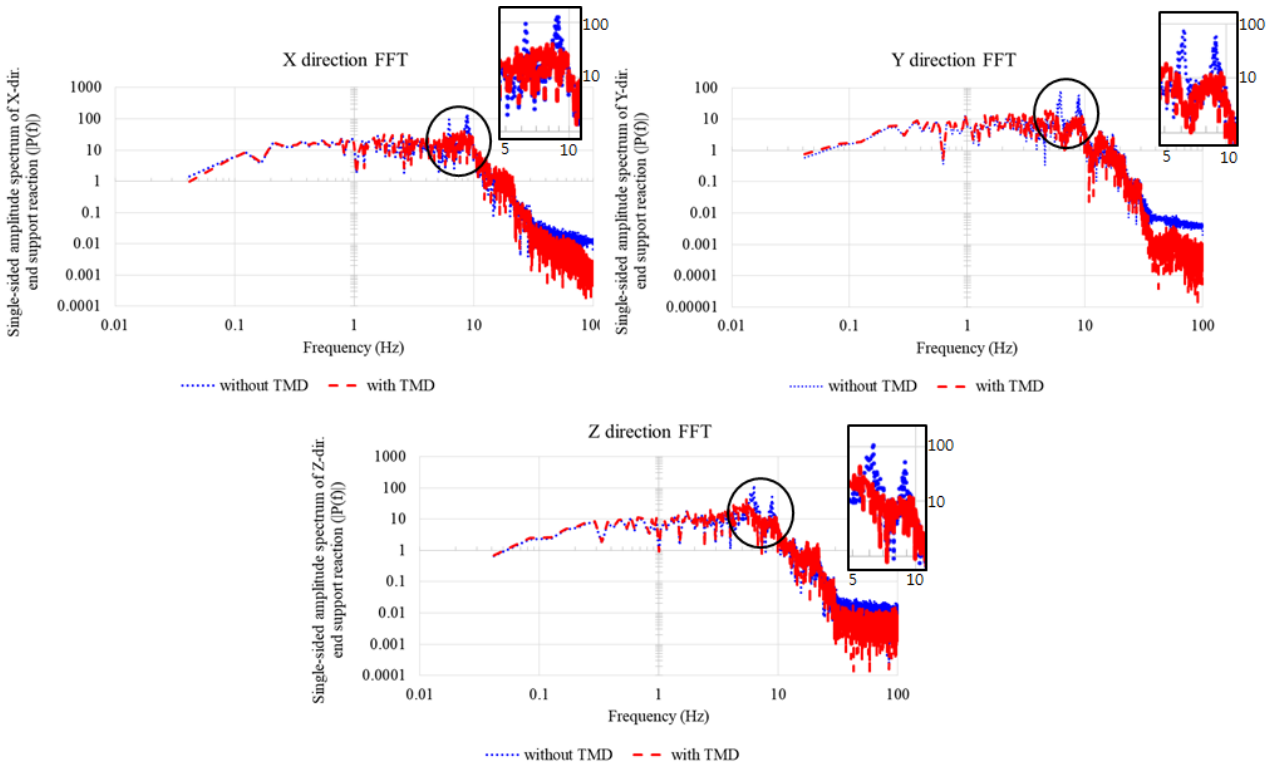 X direction FFT
Single-sided amplitude spectrum of X-dir.
end support reaction (|P(f)|)
1000
100
10
1
0.1
0.01
0.001
0.0001
0.01
0.1
1
10
Frequency (Hz)
without TMD
with TMD
100
10
5
10
Y direction FFT
Single-sided amplitude spectrum of Y-dir.
end support reaction (|P(f)|)
100
10
1
0.1
0.01
0.001
0.0001
0.00001
0.01
0.1
1
10
100
Frequency (Hz)
without TMD
with TMD
100
10
5
10
Z direction FFT
Single-sided amplitude spectrum of Z-dir.
end support reaction (|P(f)|)
1000
100
10
1
0.1
0.01
0.001
0.0001
0.01
0.1
1
10
100
Frequency (Hz)
without TMD
with TMD
100
10
5
10